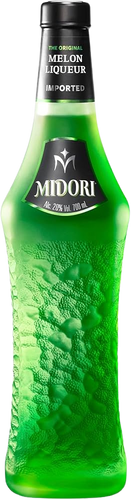 THE ORIGINAL
MELON
LIQUEUR
IMPORTED
MIDORI
Alc. 20% Vol. 700 mL